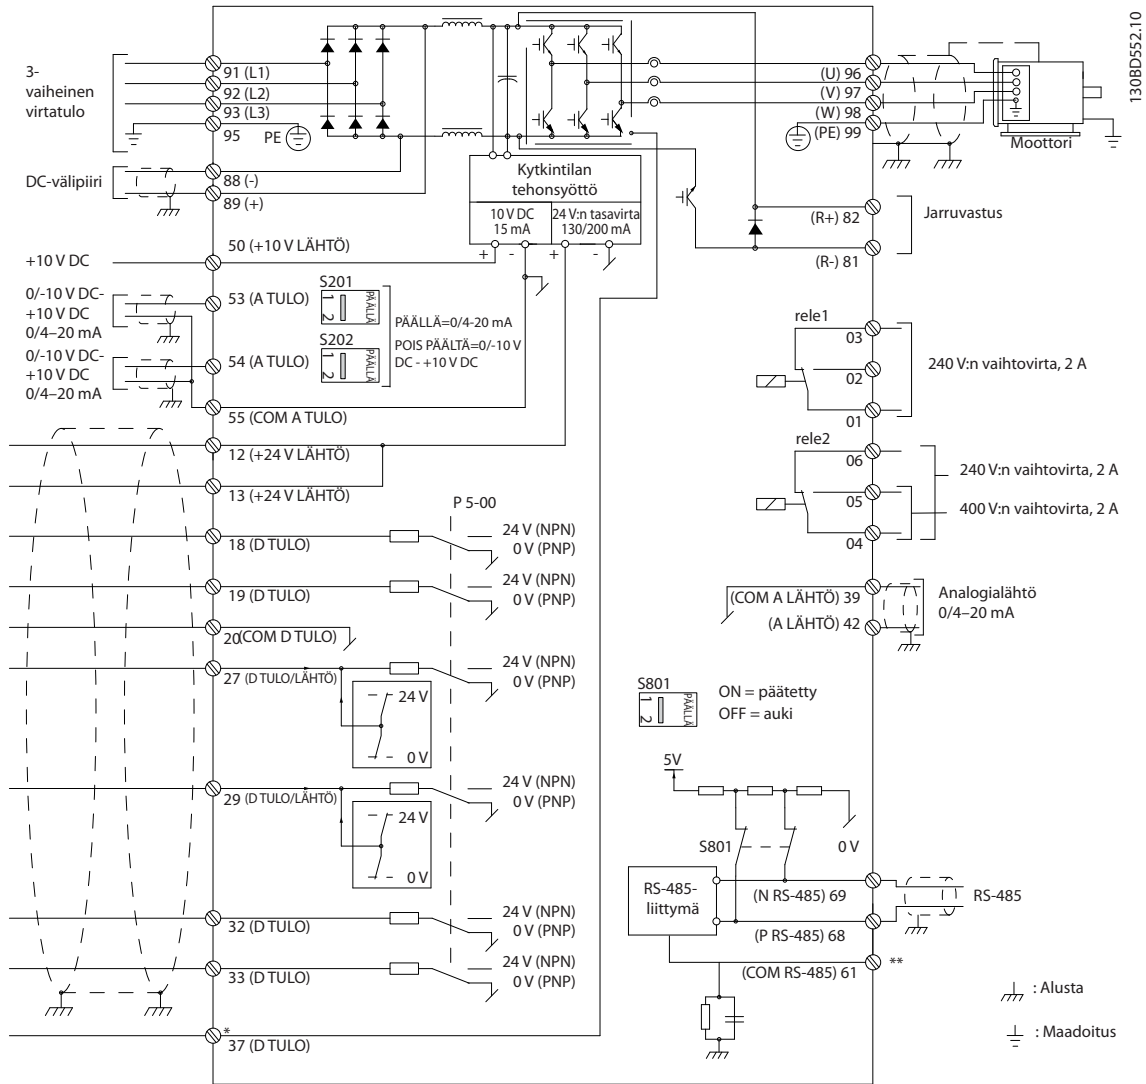 130BD552.10
3-
vaiheinen
virtatulo
91 (L1)
92 (L2)
93 (L3)
95
PE
DC-välipiiri
88 (-)
89 (+)
50 (+10 V LÄHTÖ)
+10 V DC
0/-10 V DC-
+10 V DC
0/4–20 mA
53 (A TULO)
0/-10 V DC-
+10 V DC
0/4–20 mA
54 (A TULO)
55 (COM A TULO)
12 (+24 V LÄHTÖ)
13 (+24 V LÄHTÖ)
18 (D TULO)
19 (D TULO)
20 (COM D TULO)
27 (D TULO/LÄHTÖ)
24 V
0 V
29 (D TULO/LÄHTÖ)
24 V
0 V
32 (D TULO)
33 (D TULO)
*
37 (D TULO)
Kytkintilan
tehonsyöttö
10 V DC
15 mA
24 V:n tasavirta
130/200 mA
+ - + -
S201
1 2
PÄÄLLÄ
S202
1 2
PÄÄLLÄ
PÄÄLLÄ=0/4-20 mA
POIS PÄÄLTÄ=0/-10 V
DC - +10 V DC
P 5-00
24 V (NPN)
0 V (PNP)
24 V (NPN)
0 V (PNP)
24 V (NPN)
0 V (PNP)
24 V (NPN)
0 V (PNP)
24 V (NPN)
0 V (PNP)
24 V (NPN)
0 V (PNP)
(U) 96
(V) 97
(W) 98
(PE) 99
Moottori
(R+) 82
Jarruvastus
(R-) 81
rele1
03
02
01
240 V:n vaihtovirta, 2 A
rele2
06
05
04
240 V:n vaihtovirta, 2 A
400 V:n vaihtovirta, 2 A
(COM A LÄHTÖ) 39
(A LÄHTÖ) 42
Analogialähtö
0/4–20 mA
S801
1 2
PÄÄLLÄ
ON = päätetty
OFF = auki
5V
S801
0 V
RS-485-
liittymä
(N RS-485) 69
RS-485
(P RS-485) 68
(COM RS-485) 61
**
: Alusta
: Maadoitus